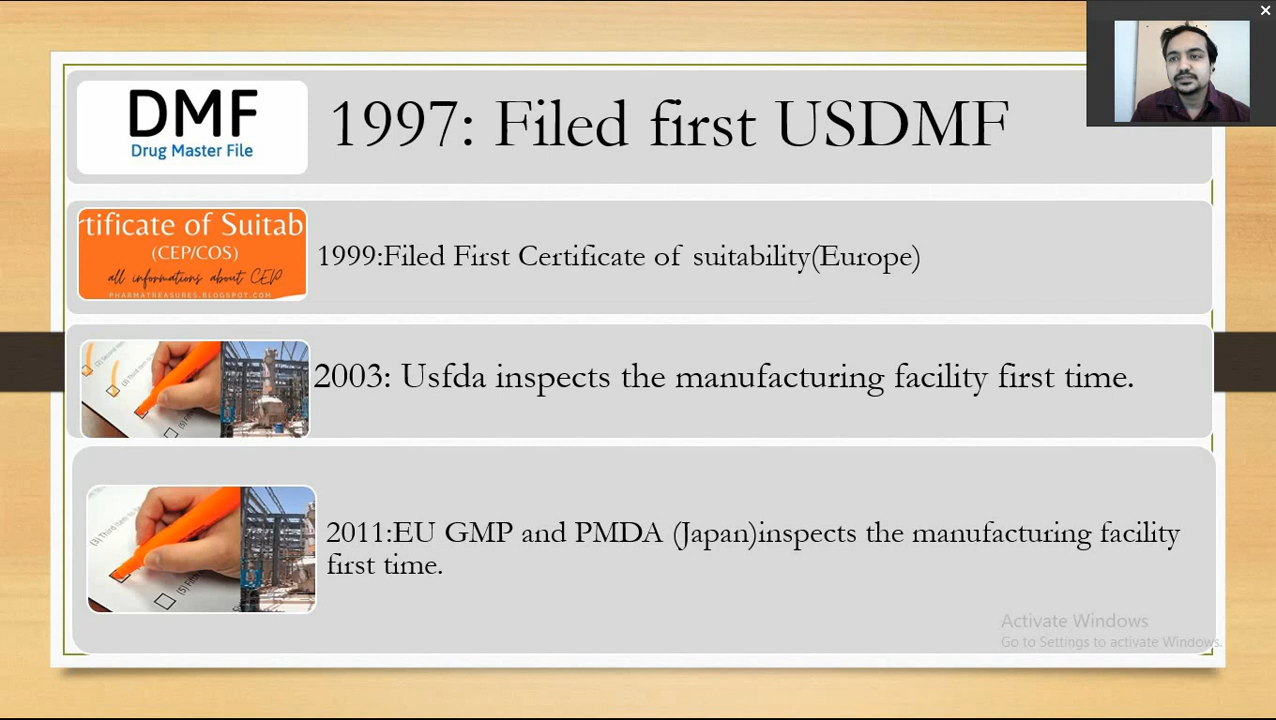 DMF
Drug Master File
1997: Filed first USDMF
rtificate of Suitab
(CEP/COS)
all informations about CEP
PHARMATREASURES.BLOGSPOT.COM
1999:Filed First Certificate of suitability(Europe)
2003: Usfda inspects the manufacturing facility first time.
2011:EU GMP and PMDA (Japan)inspects the manufacturing facility
first time.
Activate Windows
Go to Settings to activate Windows.